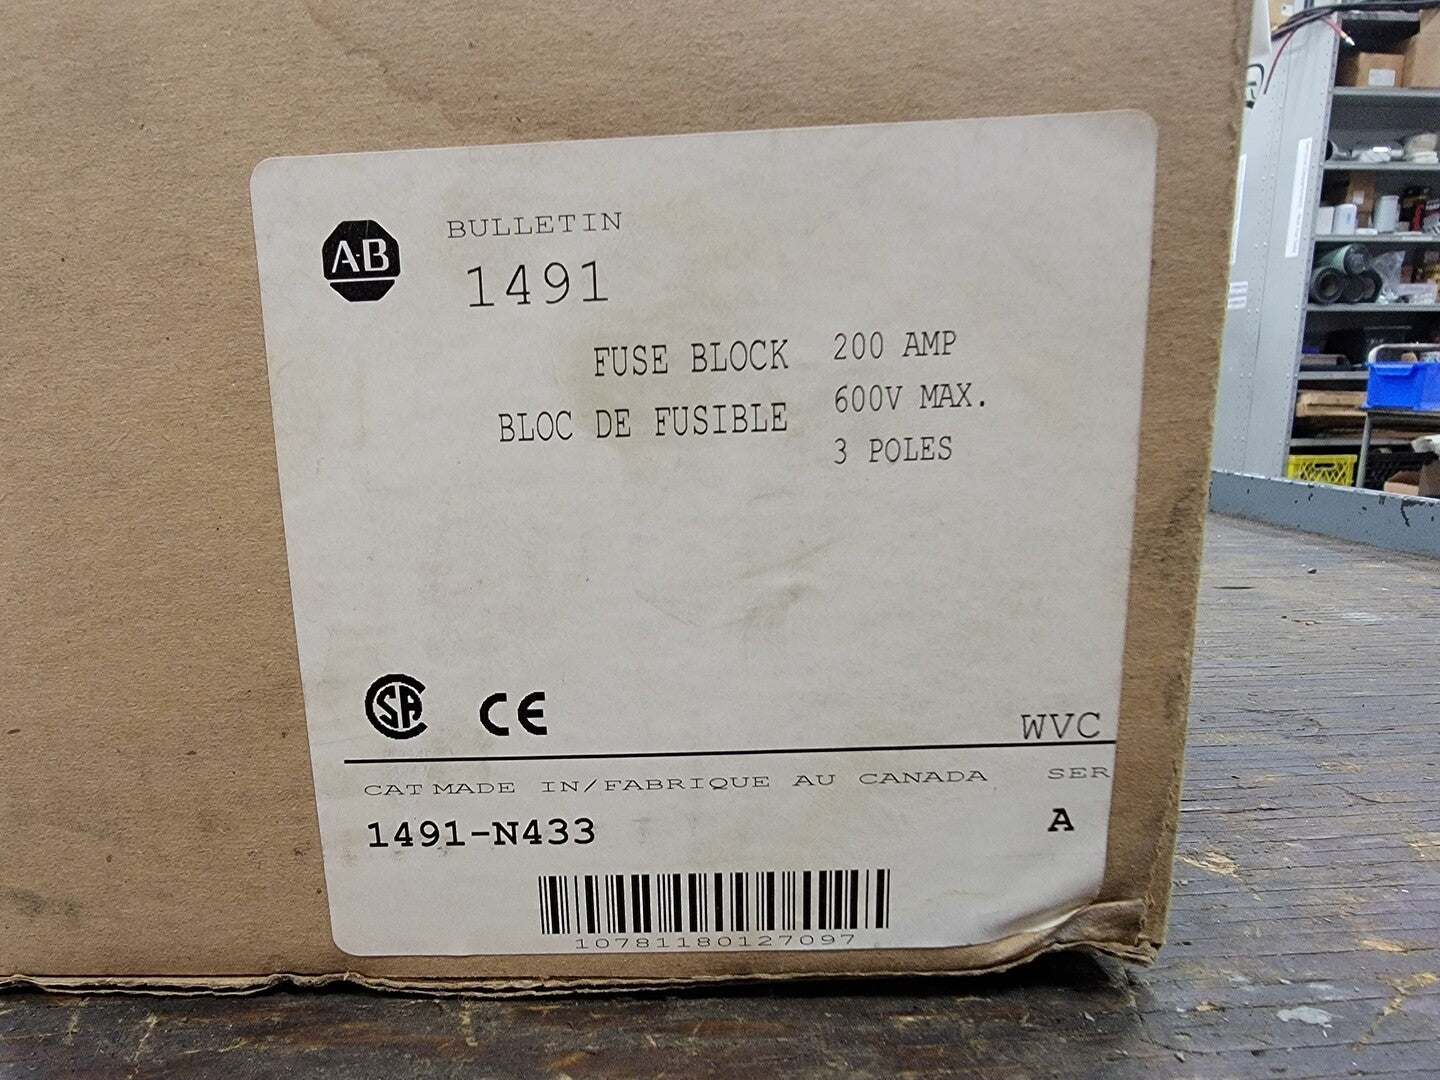 A·B
BULLETIN
1491
FUSE BLOCK 200 AMP
BLOC DE FUSIBLE 600V MAX.
3 POLES
CE
WVC
CAT MADE IN/FABRIQUE AU CANADA SER
1491-N433 A
10781180127097